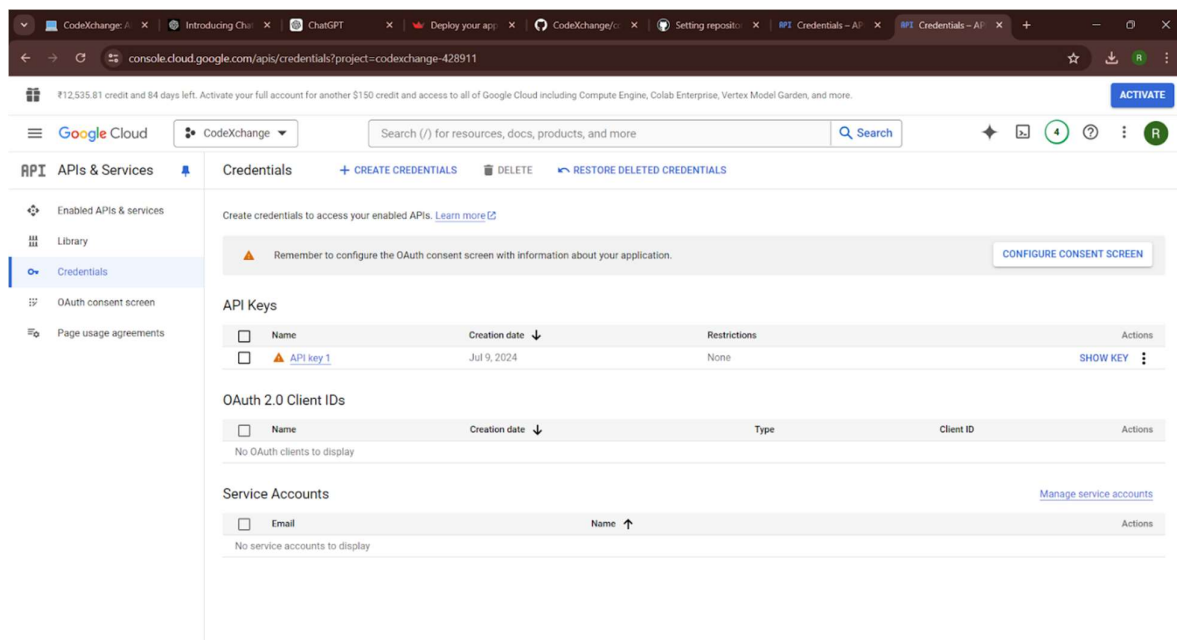 CodeXchange: A
Introducing Cha
ChatGPT
Deploy your app
CodeXchange/c
Setting reposito
API Credentials – AP
API Credentials – AP
console.cloud.google.com/apis/credentials?project=codexchange-428911
₹12,535.81 credit and 84 days left. Activate your full account for another $150 credit and access to all of Google Cloud including Compute Engine, Colab Enterprise, Vertex Model Garden, and more.
ACTIVATE
Google Cloud
CodeXchange
Search (/) for resources, docs, products, and more
Search
4
R
API APIs & Services
Credentials
+ CREATE CREDENTIALS
DELETE
RESTORE DELETED CREDENTIALS
Enabled APIs & services
Library
Credentials
OAuth consent screen
Page usage agreements
Create credentials to access your enabled APIs. Learn more
Remember to configure the OAuth consent screen with information about your application.
CONFIGURE CONSENT SCREEN
API Keys
Name Creation date Restrictions Actions
API key 1 Jul 9, 2024 None SHOW KEY
OAuth 2.0 Client IDs
Name Creation date Type Client ID Actions
No OAuth clients to display
Service Accounts
Manage service accounts
Email Name Actions
No service accounts to display